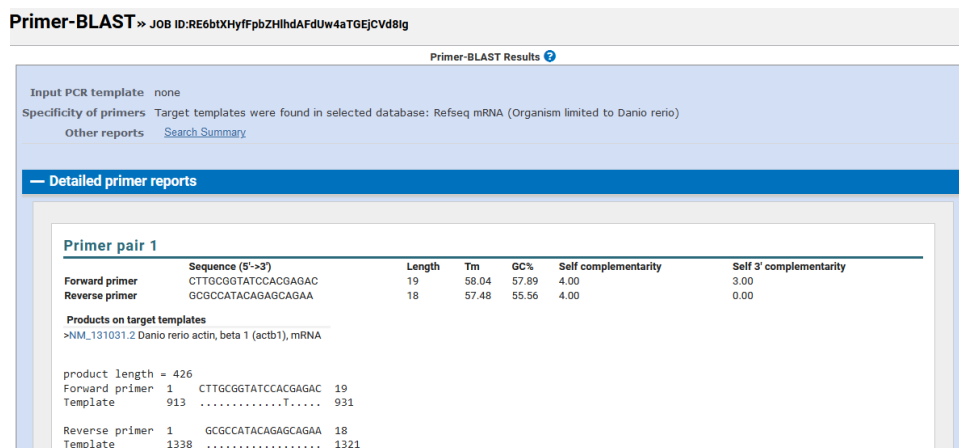 Primer-BLAST » JOB ID:RE6btXHyfFpbZHlhdAFdUw4aTGEjCVd8Ig
Primer-BLAST Results ?
Input PCR template none
Specificity of primers Target templates were found in selected database: Refseq mRNA (Organism limited to Danio rerio)
Other reports Search Summary
— Detailed primer reports
Primer pair 1
Sequence (5'->3') Length Tm GC% Self complementarity Self 3' complementarity
Forward primer CTTGCGGTATCCACGAGAC 19 58.04 57.89 4.00 3.00
Reverse primer GCGCCATACAGAGCAGAA 18 57.48 55.56 4.00 0.00
Products on target templates
>NM_131031.2 Danio rerio actin, beta 1 (actb1), mRNA
product length = 426
Forward primer 1 CTTGCGGTATCCACGAGAC 19
Template 913 .............T..... 931
Reverse primer 1 GCGCCATACAGAGCAGAA 18
Template 1338 .................. 1321